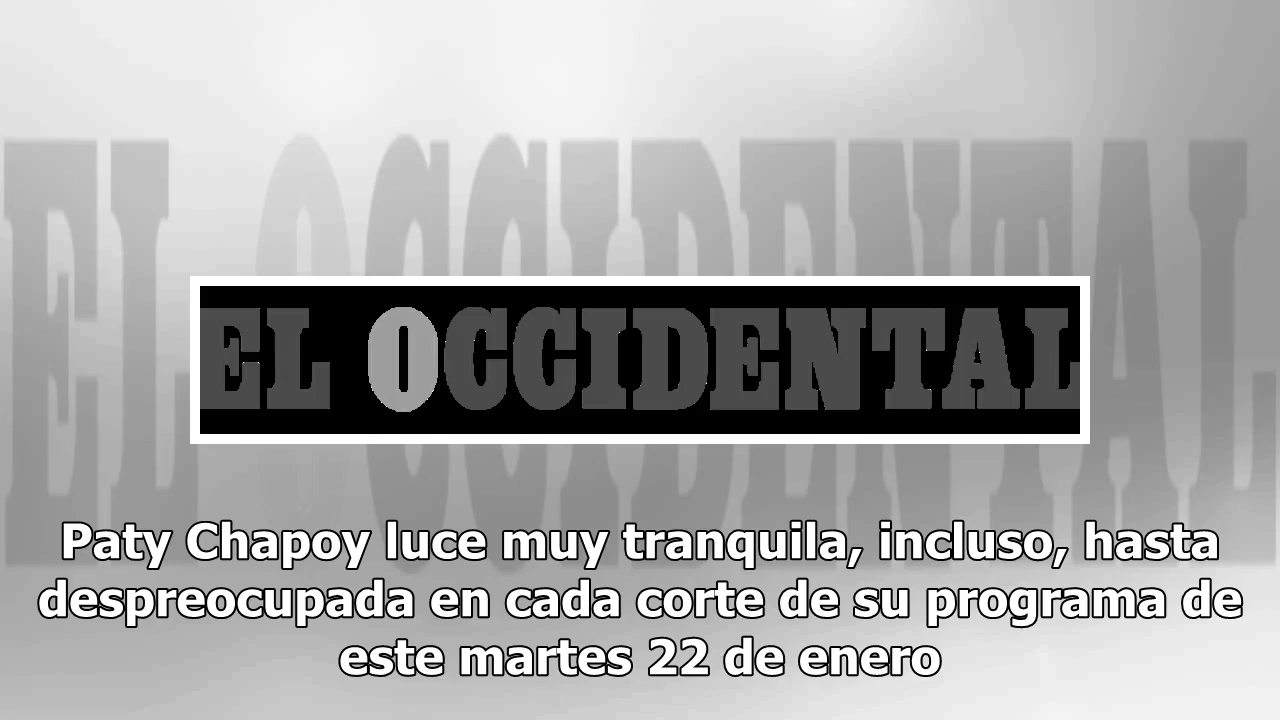 EL OCCIDENTAL
EL OCCIDENTAL
Paty Chapoy luce muy tranquila, incluso, hasta
despreocupada en cada corte de su programa de
este martes 22 de enero